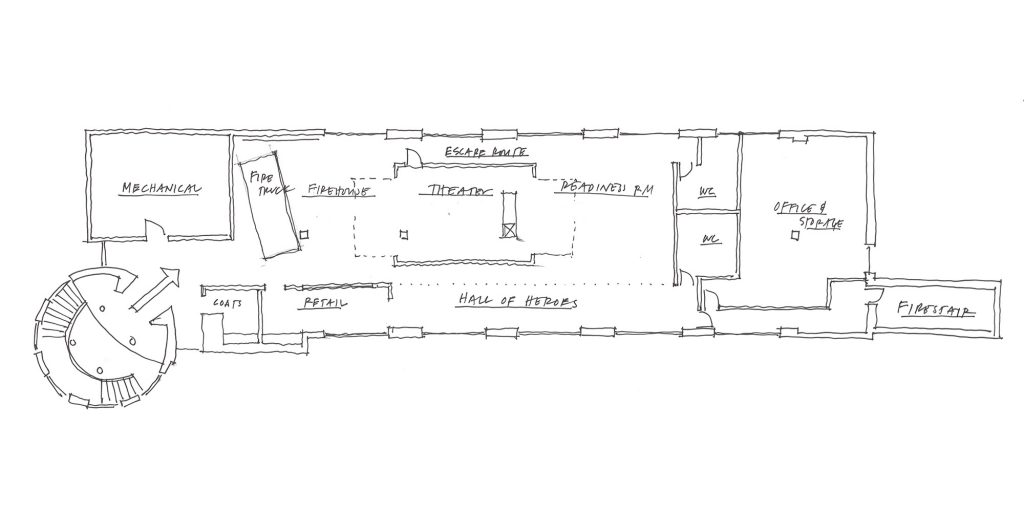 ESCAPE ROUTE
MECHANICAL
FIRE
TRUCK
FIREHOUSE
THEATER
READINESS RM
WC
OFFICE &
STORAGE
WC
COATS
RETAIL
HALL OF HEROES
FIRESTAIR